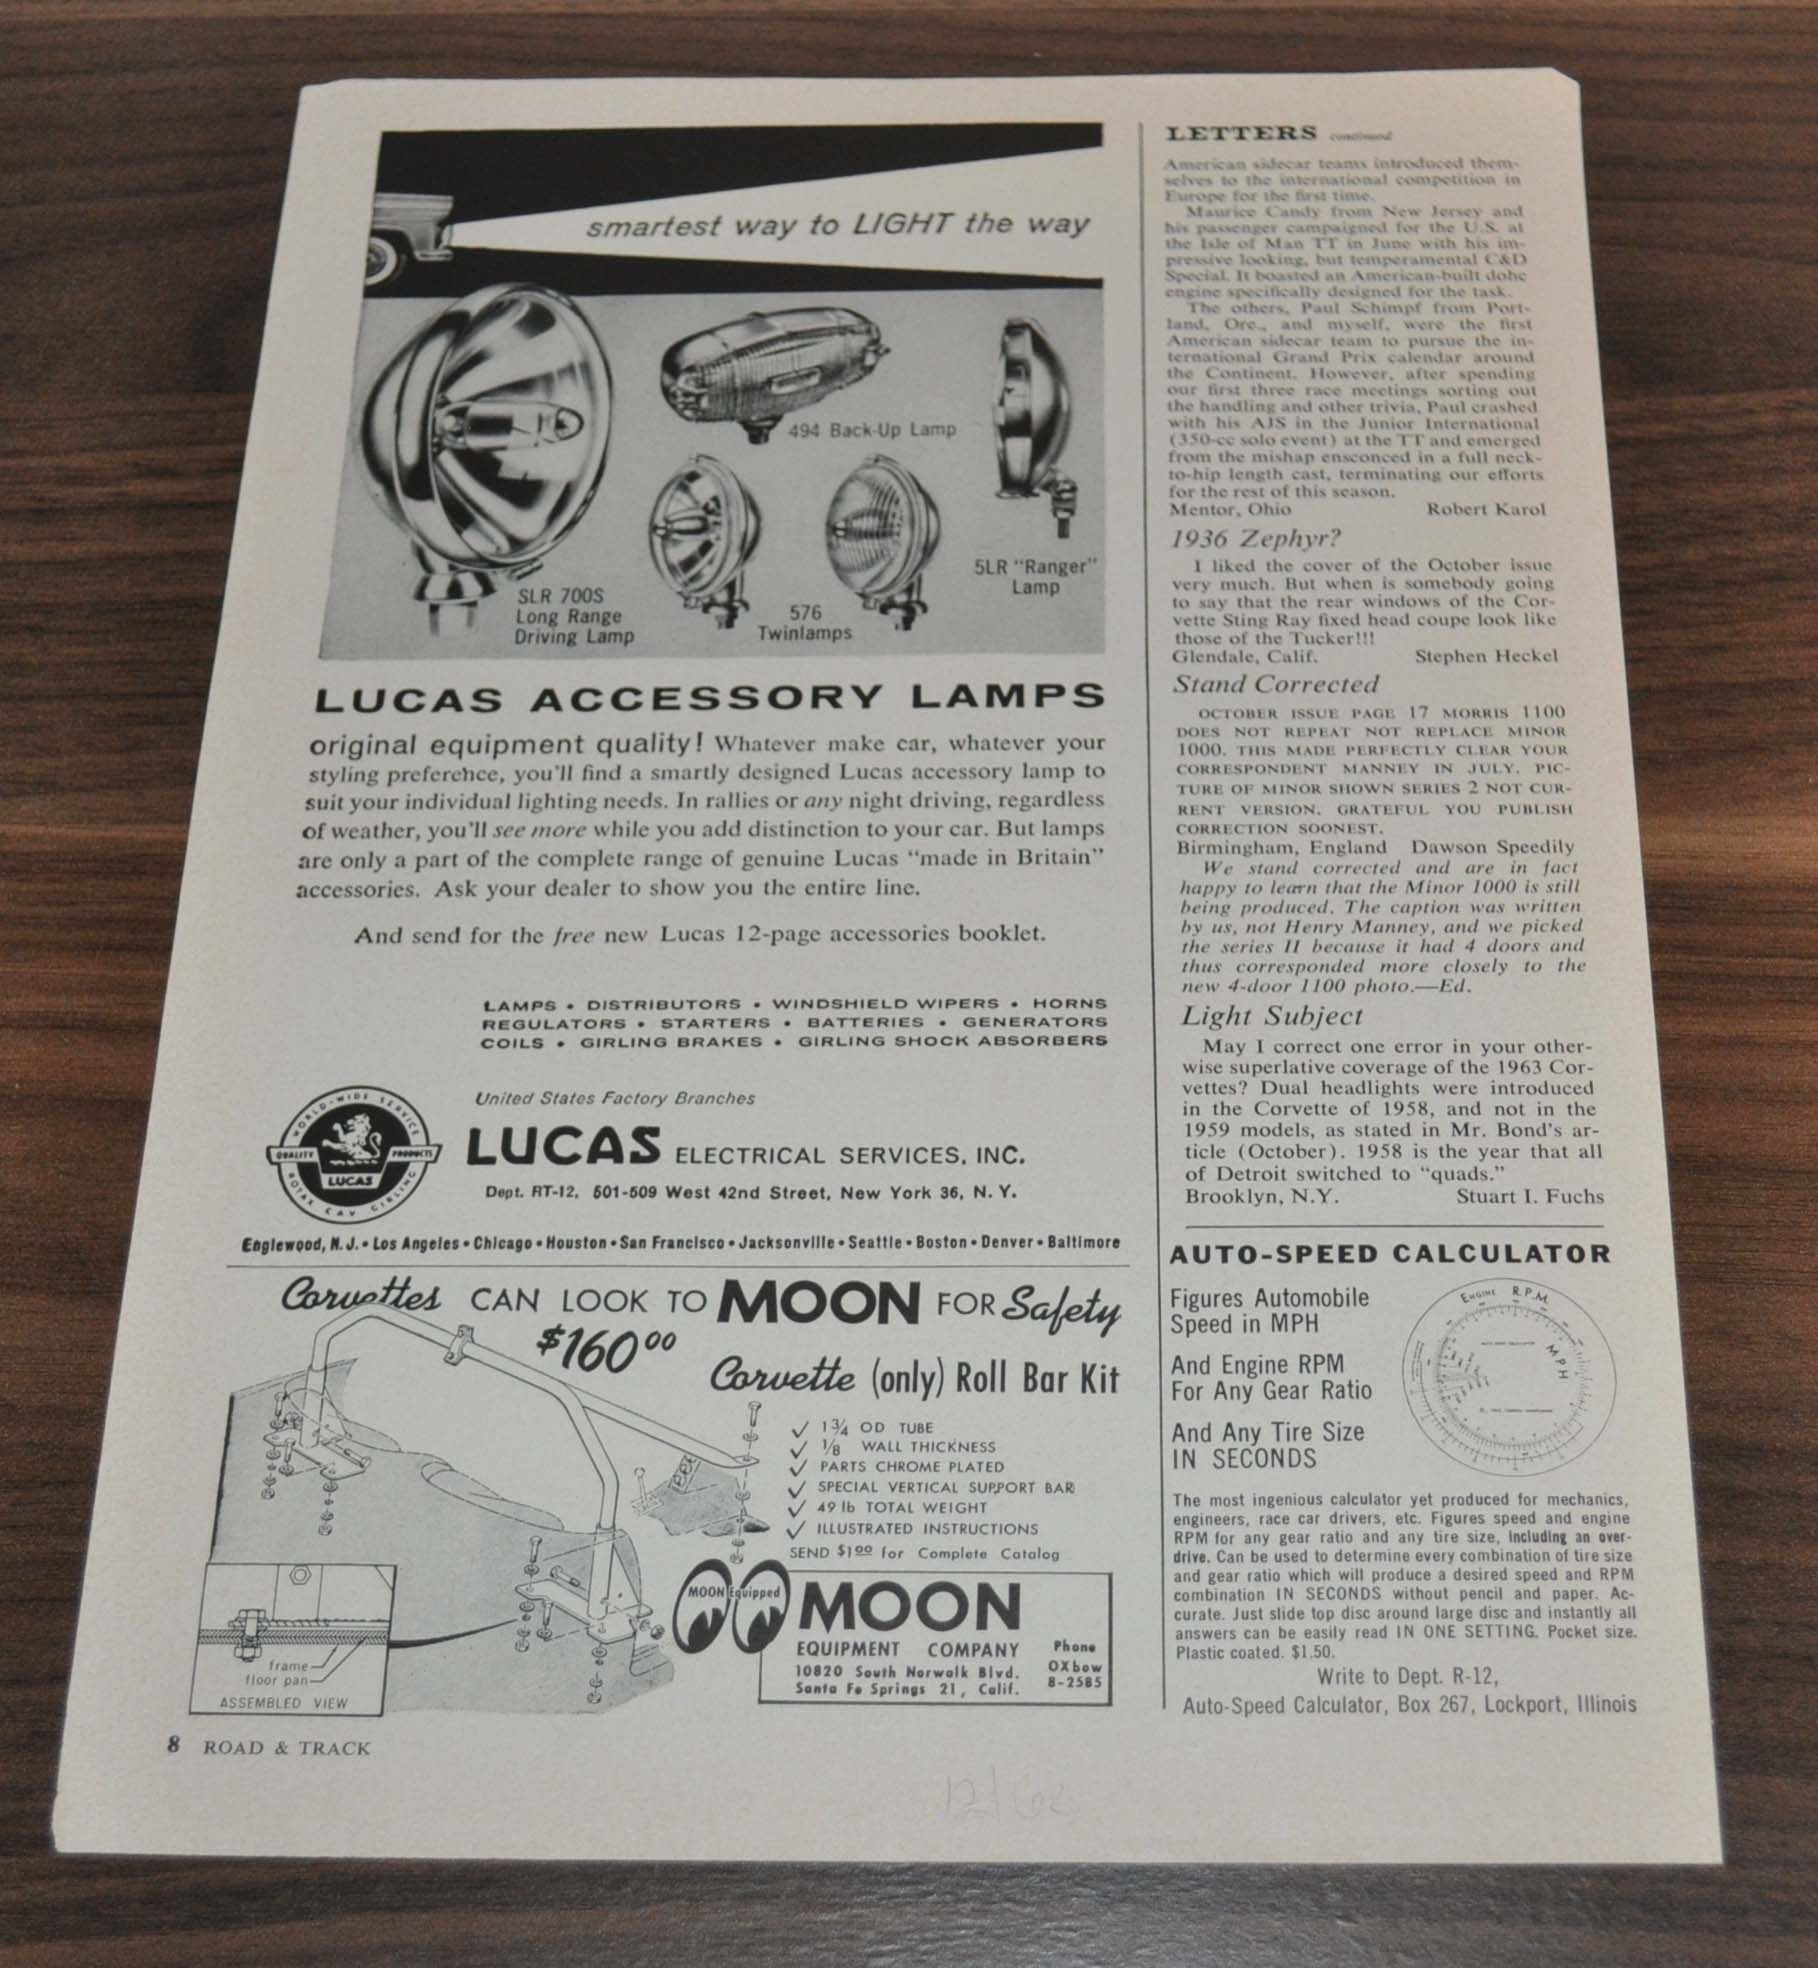 smartest way to LIGHT the way
494 Back-Up Lamp
SLR 700S
Long Range
Driving Lamp
576
Twinlamps
5LR "Ranger"
Lamp
LUCAS ACCESSORY LAMPS
original equipment quality! Whatever make car, whatever your
styling preference, you'll find a smartly designed Lucas accessory lamp to
suit your individual lighting needs. In rallies or any night driving, regardless
of weather, you'll see more while you add distinction to your car. But lamps
are only a part of the complete range of genuine Lucas "made in Britain"
accessories. Ask your dealer to show you the entire line.
And send for the free new Lucas 12-page accessories booklet.
LAMPS • DISTRIBUTORS • WINDSHIELD WIPERS • HORNS
REGULATORS • STARTERS • BATTERIES • GENERATORS
COILS • GIRLING BRAKES • GIRLING SHOCK ABSORBERS
WORLD-WIDE SERVICE
QUALITY PRODUCTS
LUCAS
ROTAX CAV GIRLING
United States Factory Branches
LUCAS ELECTRICAL SERVICES, INC.
Dept. RT-12, 501-509 West 42nd Street, New York 36, N. Y.
Englewood, N. J. • Los Angeles • Chicago • Houston • San Francisco • Jacksonville • Seattle • Boston • Denver • Baltimore
Corvettes CAN LOOK TO MOON FOR Safety
$160.00
Corvette (only) Roll Bar Kit
✓ 1¾ OD TUBE
✓ 1/8 WALL THICKNESS
✓ PARTS CHROME PLATED
✓ SPECIAL VERTICAL SUPPORT BAR
✓ 49 lb TOTAL WEIGHT
✓ ILLUSTRATED INSTRUCTIONS
SEND $1.00 for Complete Catalog
frame
floor pan
ASSEMBLED VIEW
MOON Equipped
MOON
EQUIPMENT COMPANY
10820 South Norwalk Blvd.
Santa Fe Springs 21, Calif.
Phone
OXbow
8-2585
8 ROAD & TRACK
12/62
LETTERS continued
American sidecar teams introduced them-
selves to the international competition in
Europe for the first time.
Maurice Candy from New Jersey and
his passenger campaigned for the U.S. at
the Isle of Man TT in June with his im-
pressive looking, but temperamental C&D
Special. It boasted an American-built dohc
engine specifically designed for the task.
The others, Paul Schimpf from Port-
land, Ore., and myself, were the first
American sidecar team to pursue the in-
ternational Grand Prix calendar around
the Continent. However, after spending
our first three race meetings sorting out
the handling and other trivia, Paul crashed
with his AJS in the Junior International
(350-cc solo event) at the TT and emerged
from the mishap ensconced in a full neck-
to-hip length cast, terminating our efforts
for the rest of this season.
Mentor, Ohio Robert Karol
1936 Zephyr?
I liked the cover of the October issue
very much. But when is somebody going
to say that the rear windows of the Cor-
vette Sting Ray fixed head coupe look like
those of the Tucker!!!
Glendale, Calif. Stephen Heckel
Stand Corrected
OCTOBER ISSUE PAGE 17 MORRIS 1100
DOES NOT REPEAT NOT REPLACE MINOR
1000. THIS MADE PERFECTLY CLEAR YOUR
CORRESPONDENT MANNEY IN JULY. PIC-
TURE OF MINOR SHOWN SERIES 2 NOT CUR-
RENT VERSION. GRATEFUL YOU PUBLISH
CORRECTION SOONEST.
Birmingham, England Dawson Speedily
We stand corrected and are in fact
happy to learn that the Minor 1000 is still
being produced. The caption was written
by us, not Henry Manney, and we picked
the series II because it had 4 doors and
thus corresponded more closely to the
new 4-door 1100 photo.—Ed.
Light Subject
May I correct one error in your other-
wise superlative coverage of the 1963 Cor-
vettes? Dual headlights were introduced
in the Corvette of 1958, and not in the
1959 models, as stated in Mr. Bond's ar-
ticle (October). 1958 is the year that all
of Detroit switched to "quads."
Brooklyn, N.Y. Stuart I. Fuchs
AUTO-SPEED CALCULATOR
Figures Automobile
Speed in MPH
And Engine RPM
For Any Gear Ratio
And Any Tire Size
IN SECONDS
ENGINE R.P.M.
MPH
The most ingenious calculator yet produced for mechanics,
engineers, race car drivers, etc. Figures speed and engine
RPM for any gear ratio and any tire size, including an over-
drive. Can be used to determine every combination of tire size
and gear ratio which will produce a desired speed and RPM
combination IN SECONDS without pencil and paper. Ac-
curate. Just slide top disc around large disc and instantly all
answers can be easily read IN ONE SETTING. Pocket size.
Plastic coated. $1.50.
Write to Dept. R-12,
Auto-Speed Calculator, Box 267, Lockport, Illinois